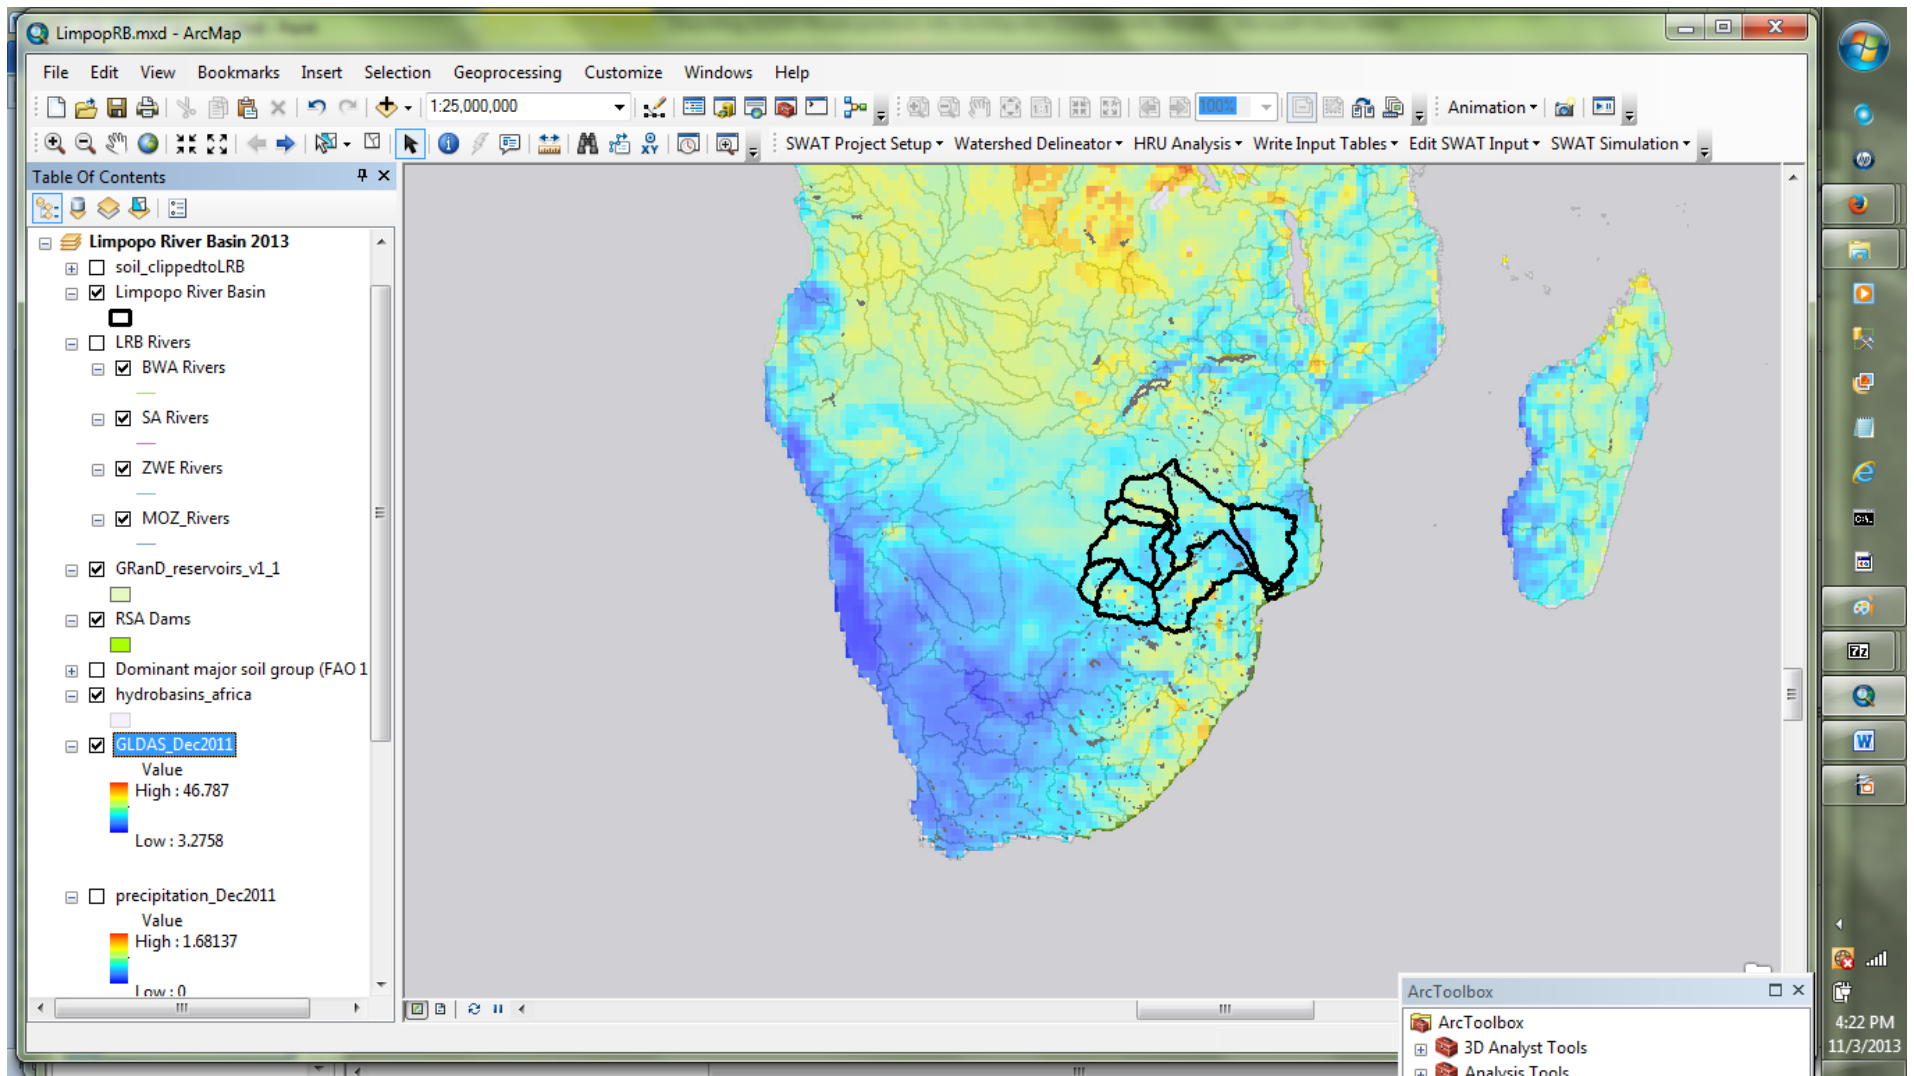 LimpopRB.mxd - ArcMap
File Edit View Bookmarks Insert Selection Geoprocessing Customize Windows Help
1:25,000,000
100%
Animation
SWAT Project Setup Watershed Delineator HRU Analysis Write Input Tables Edit SWAT Input SWAT Simulation
Table Of Contents
Limpopo River Basin 2013
soil_clippedtoLRB
Limpopo River Basin
LRB Rivers
BWA Rivers
SA Rivers
ZWE Rivers
MOZ_Rivers
GRanD_reservoirs_v1_1
RSA Dams
Dominant major soil group (FAO 1
hydrobasins_africa
GLDAS_Dec2011
Value
High : 46.787
Low : 3.2758
precipitation_Dec2011
Value
High : 1.68137
Low : 0
ArcToolbox
ArcToolbox
3D Analyst Tools
Analysis Tools
4:22 PM
11/3/2013